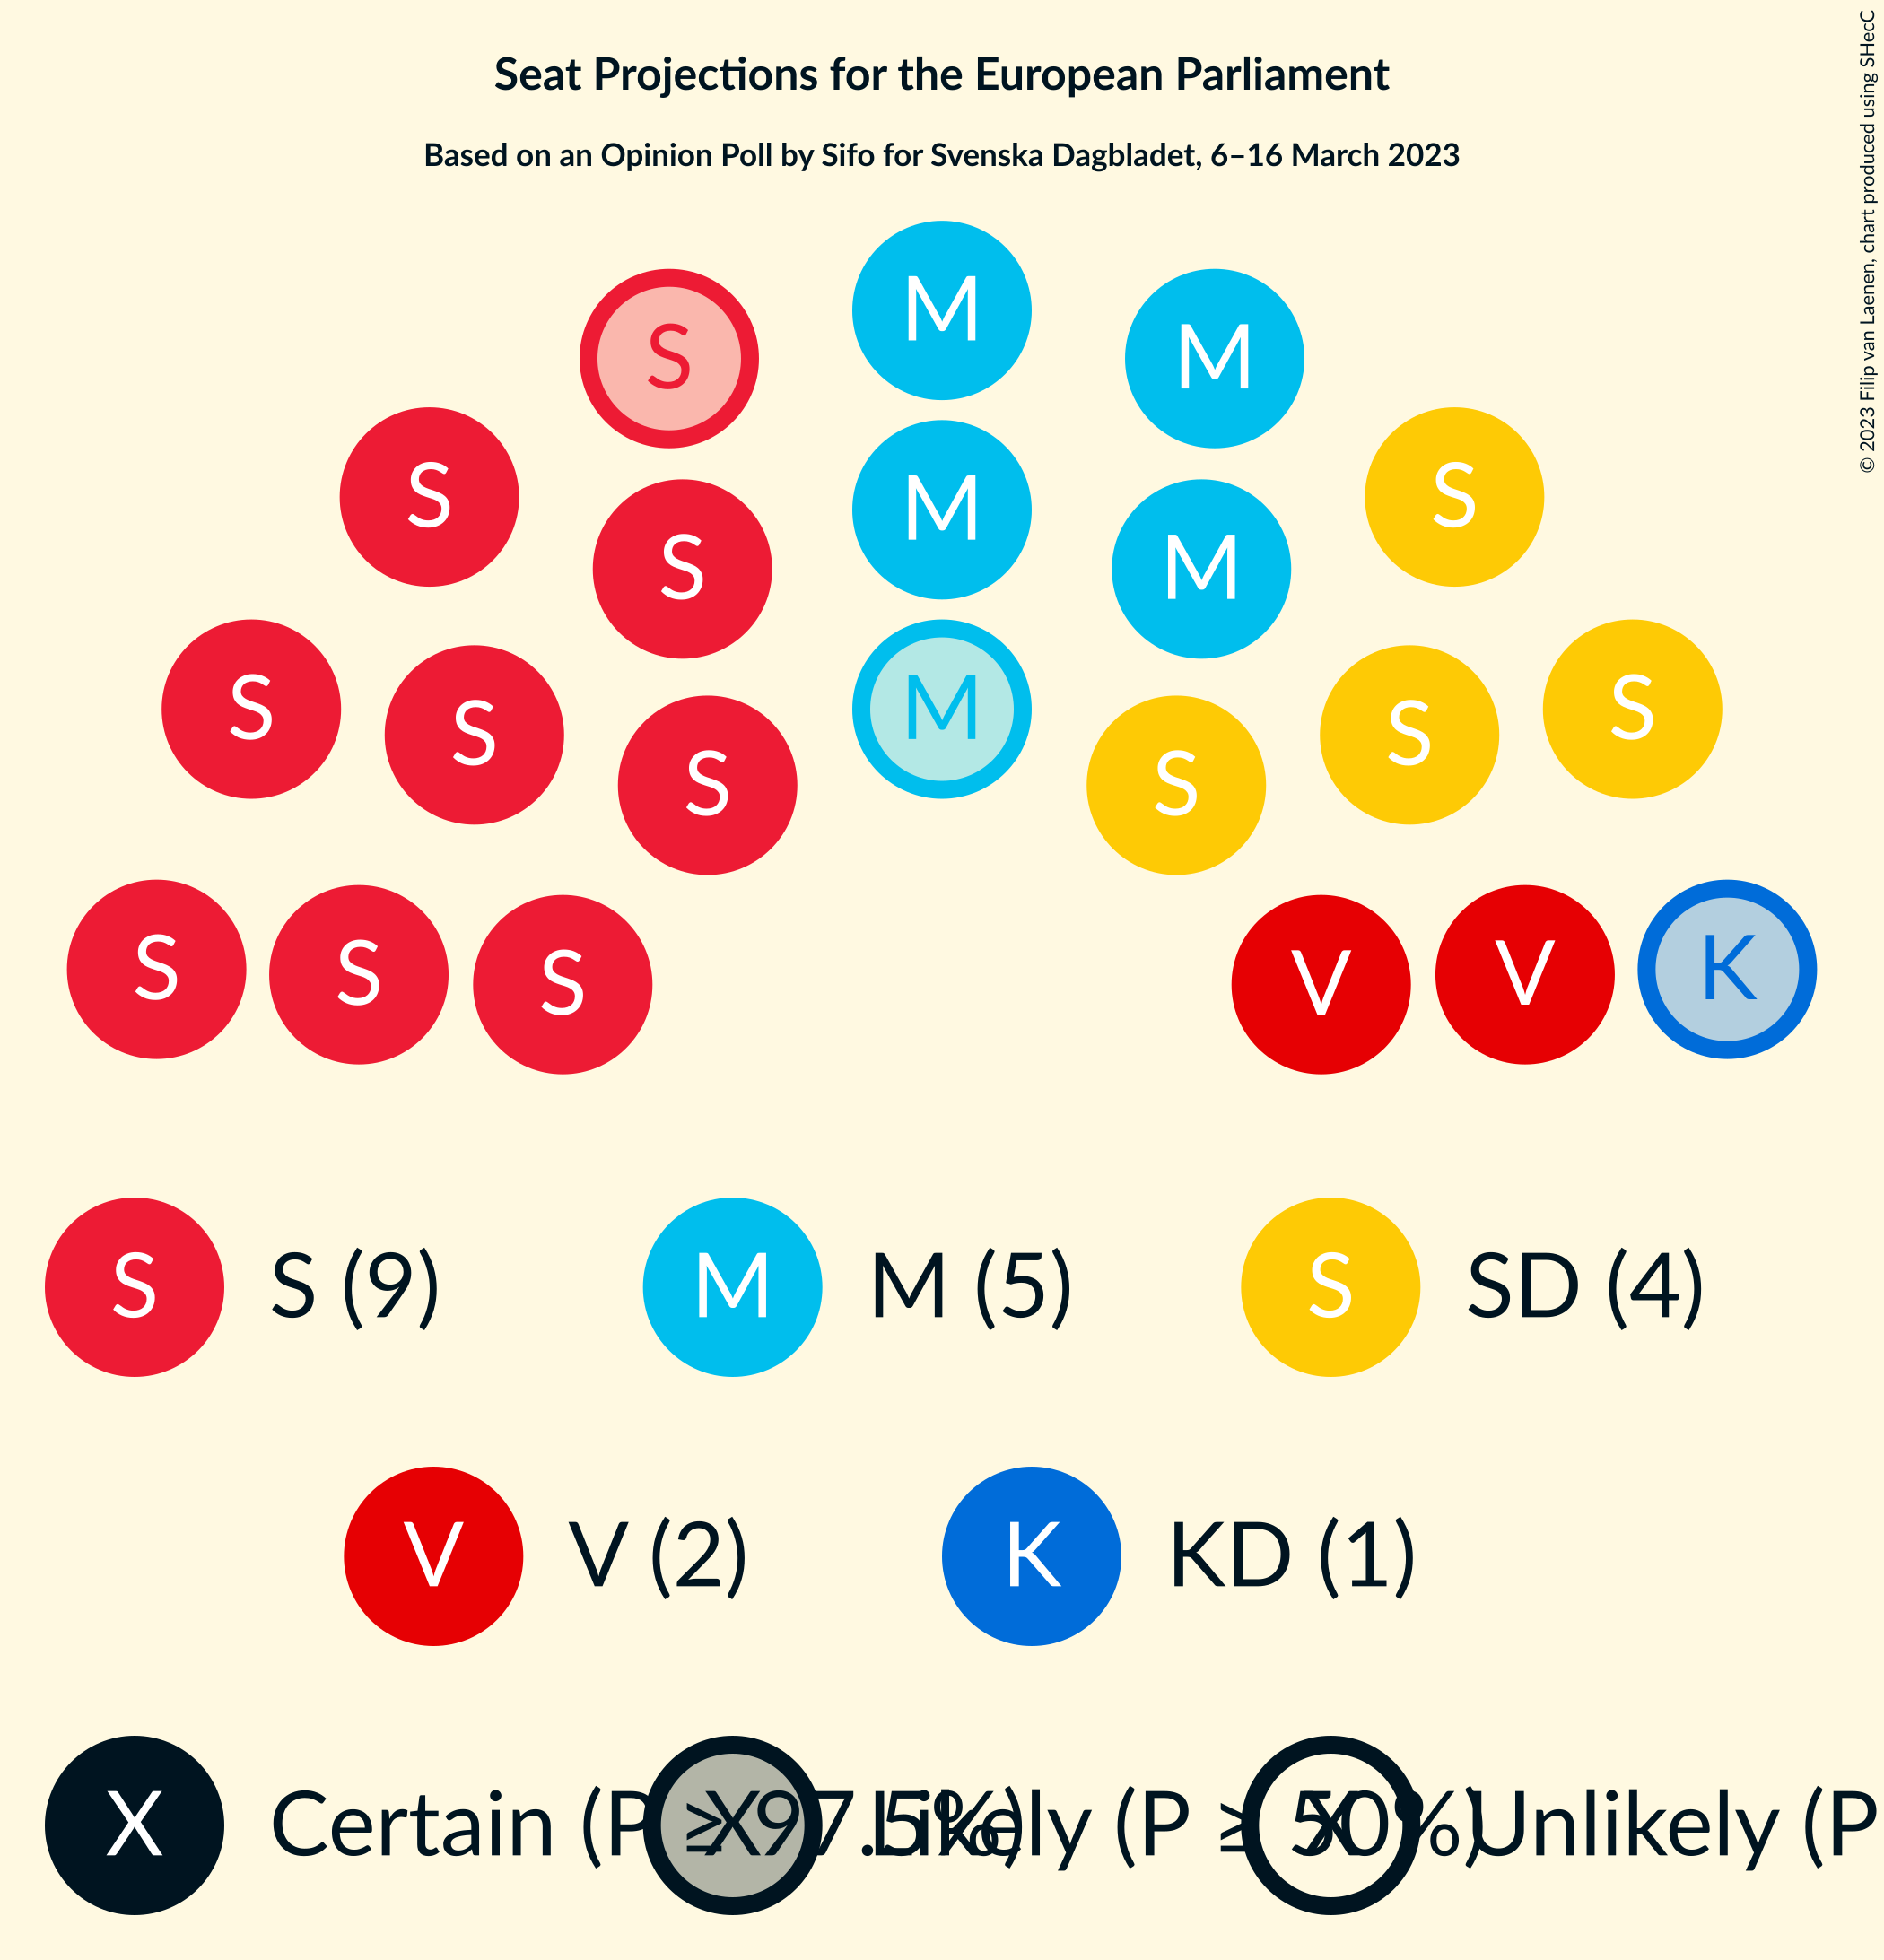 Seat Projections for the European Parliament
Based on an Opinion Poll by Sifo for Svenska Dagbladet, 6–16 March 2023
© 2023 Filip van Laenen, chart produced using SHecC
M
S M
M
S S
S M
S M
S S
S S
S S
M
S S
S S S V V K
S S (9) M M (5) S SD (4)
V V (2) K KD (1)
X Certain (P ≥ 97.5%) X Likely (P ≥ 50%) X Unlikely (P